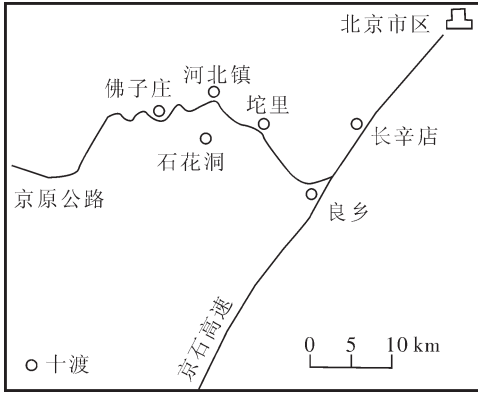 北京市区
河北镇
佛子庄
坨里
长辛店
石花洞
京原公路
良乡
京石高速
0 5 10 km
十渡